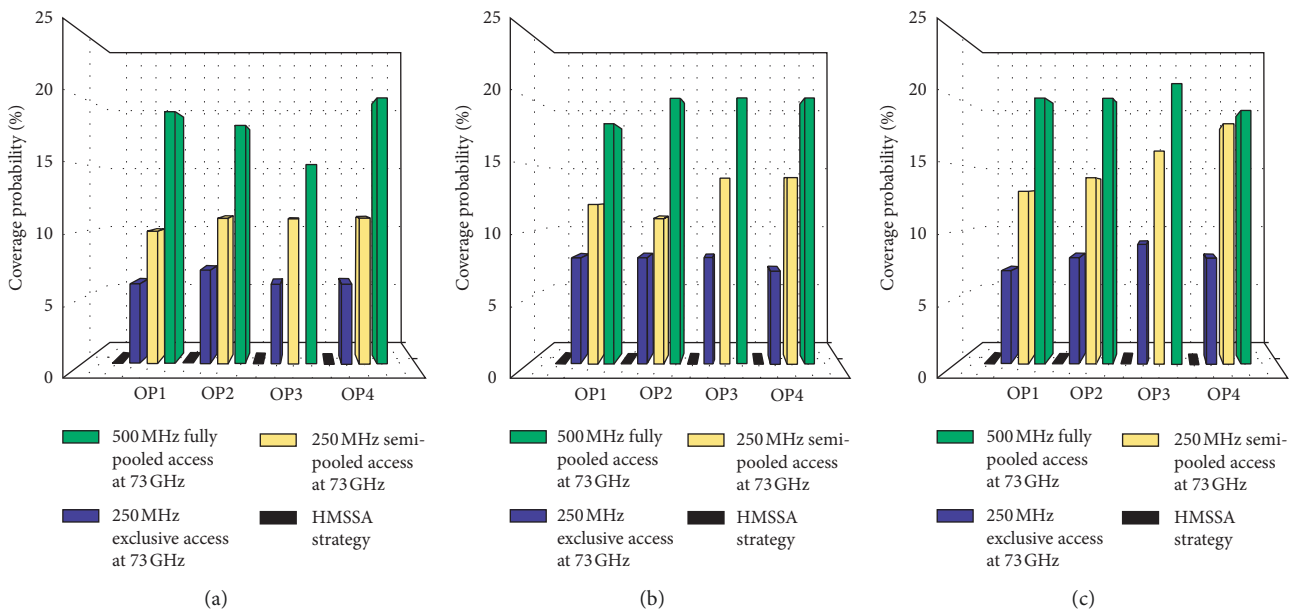 25
20
15
10
5
0
Coverage probability (%)
OP1 OP2 OP3 OP4
500 MHz fully
pooled access
at 73 GHz
250 MHz semi-
pooled access
at 73 GHz
250 MHz
exclusive access
at 73 GHz
HMSSA
strategy
(a)
25
20
15
10
5
0
Coverage probability (%)
OP1 OP2 OP3 OP4
500 MHz fully
pooled access
at 73 GHz
250 MHz semi-
pooled access
at 73 GHz
250 MHz
exclusive access
at 73 GHz
HMSSA
strategy
(b)
25
20
15
10
5
0
Coverage probability (%)
OP1 OP2 OP3 OP4
500 MHz fully
pooled access
at 73 GHz
250 MHz semi-
pooled access
at 73 GHz
250 MHz
exclusive access
at 73 GHz
HMSSA
strategy
(c)